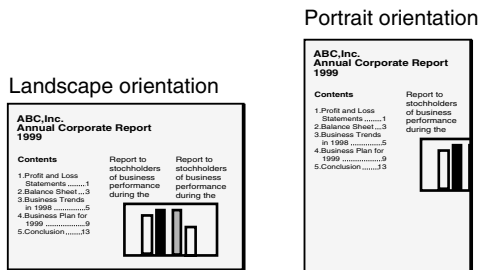 Landscape orientation
ABC,Inc.
Annual Corporate Report
1999
Contents
1.Profit and Loss
Statements ........1
2.Balance Sheet...3
3.Business Trends
in 1998 ..............5
4.Business Plan for
1999 ..................9
5.Conclusion........13
Report to
stochholders
of business
performance
during the
Report to
stochholders
of business
performance
during the
Portrait orientation
ABC,Inc.
Annual Corporate Report
1999
Contents
1.Profit and Loss
Statements ........1
2.Balance Sheet...3
3.Business Trends
in 1998 ..............5
4.Business Plan for
1999 ..................9
5.Conclusion........13
Report to
stochholders
of business
performance
during the